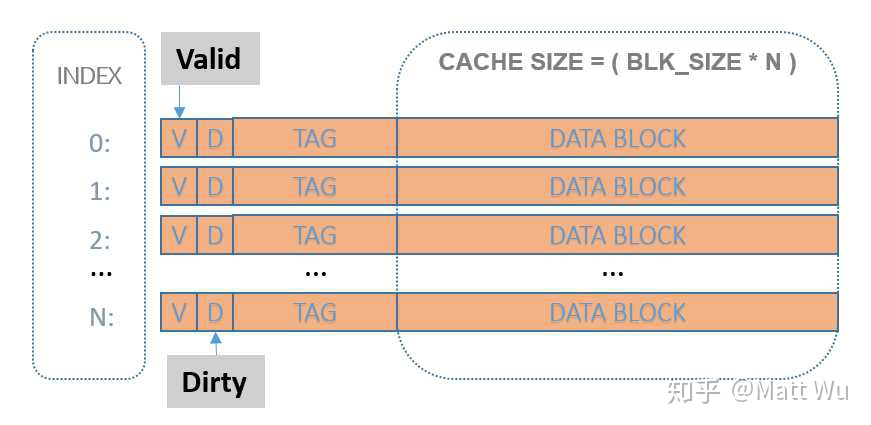 Valid
CACHE SIZE = ( BLK_SIZE * N )
INDEX
0: V D TAG DATA BLOCK
1: V D TAG DATA BLOCK
2: V D TAG DATA BLOCK
... ... ...
N: V D TAG DATA BLOCK
Dirty
知乎 @Matt Wu